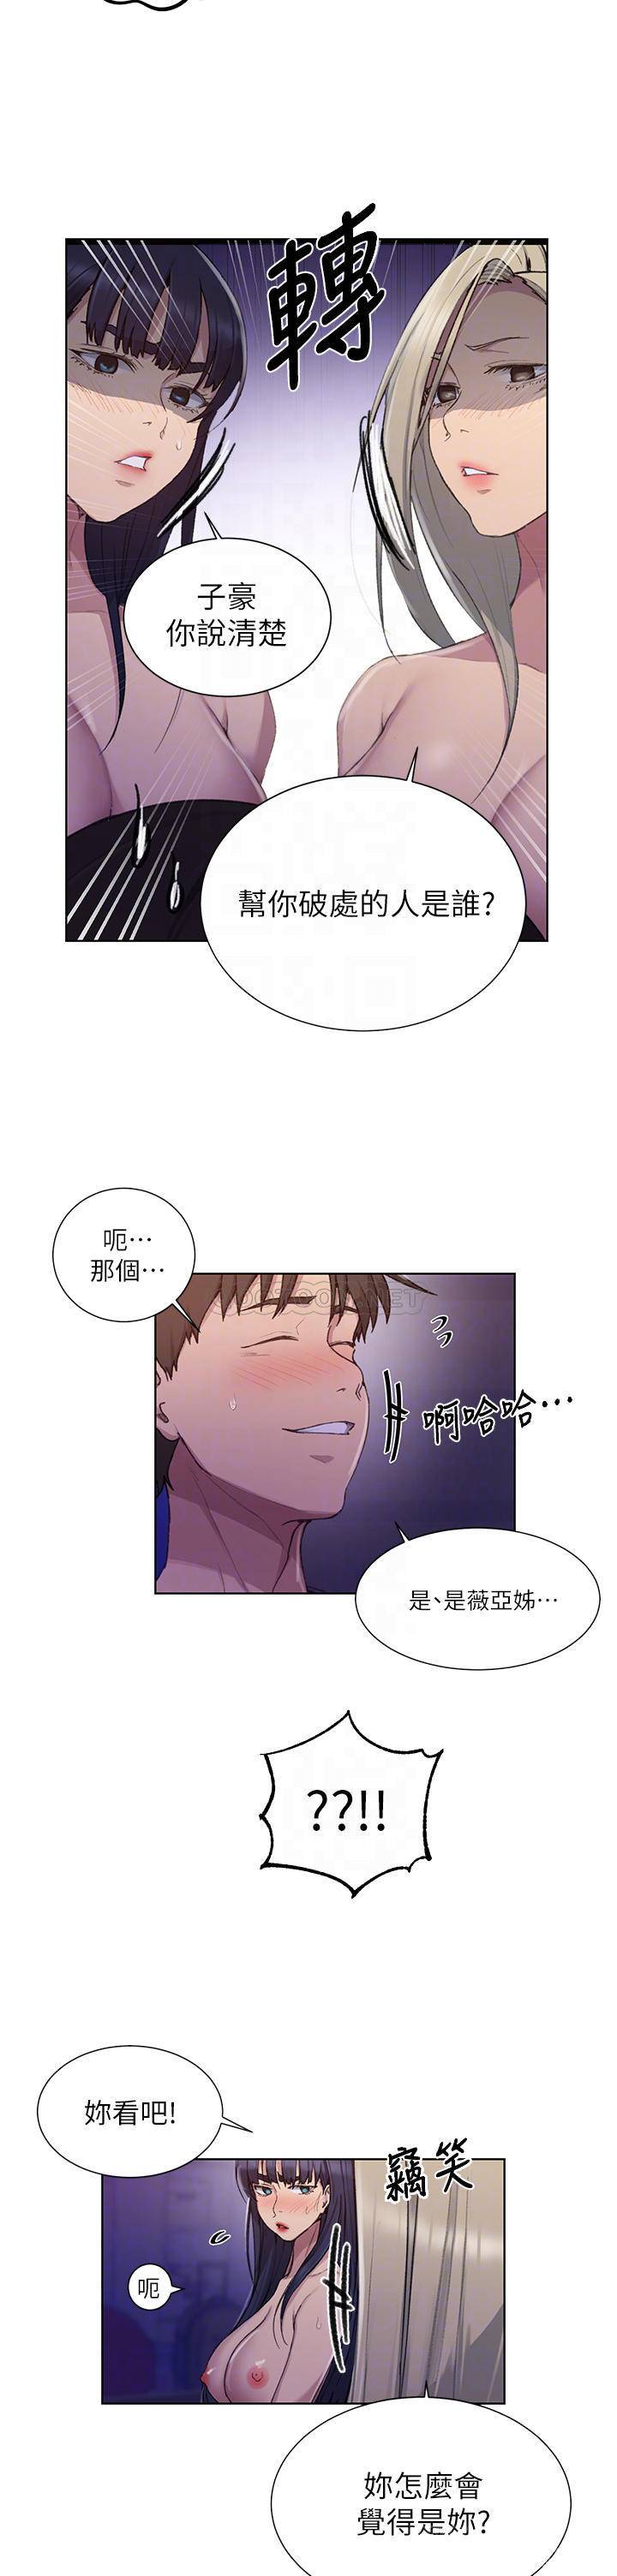 轉
子豪
你說清楚
幫你破處的人是誰?
呃…
那個…
啊哈哈…
是、是薇亞姊…
??!!
妳看吧!
竊笑
呃
妳怎麼會
覺得是妳?